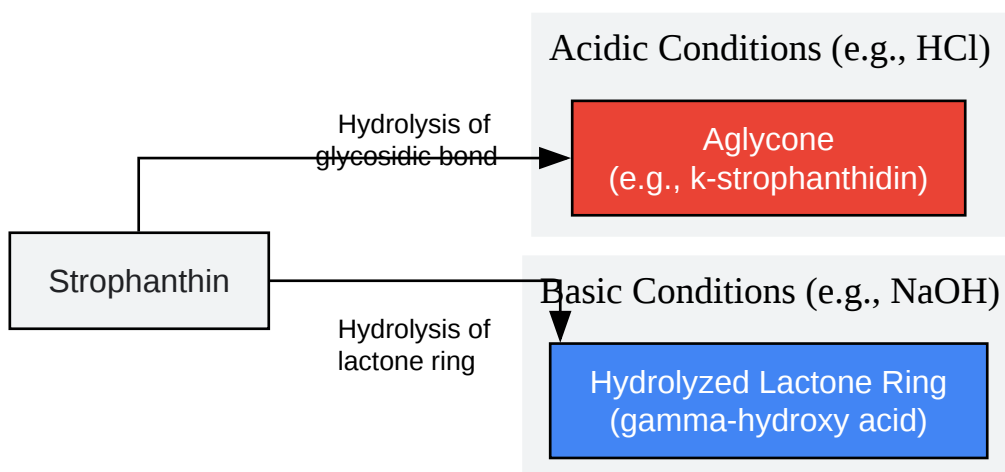 Acidic Conditions (e.g., HCl)
Hydrolysis of
glycosidic bond
Aglycone
(e.g., k-strophanthidin)
Strophanthin
Basic Conditions (e.g., NaOH)
Hydrolysis of
lactone ring
Hydrolyzed Lactone Ring
(gamma-hydroxy acid)